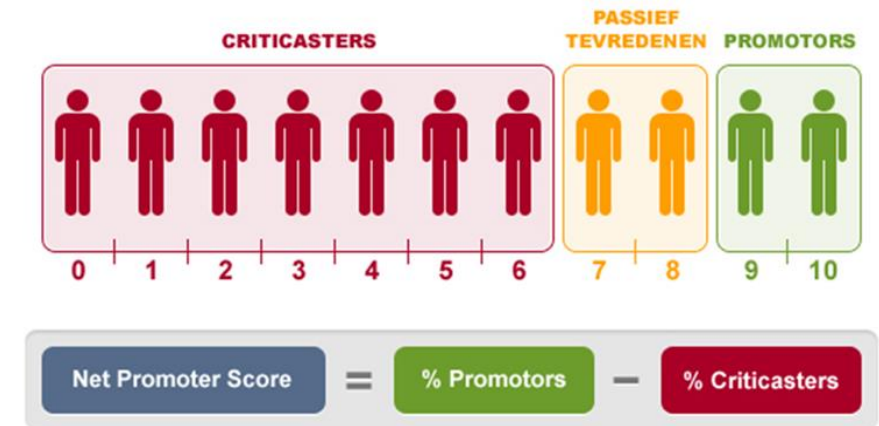 CRITICASTERS
PASSIEF
TEVREDENEN
PROMOTORS
0 1 2 3 4 5 6 7 8 9 10
Net Promoter Score = % Promotors – % Criticasters